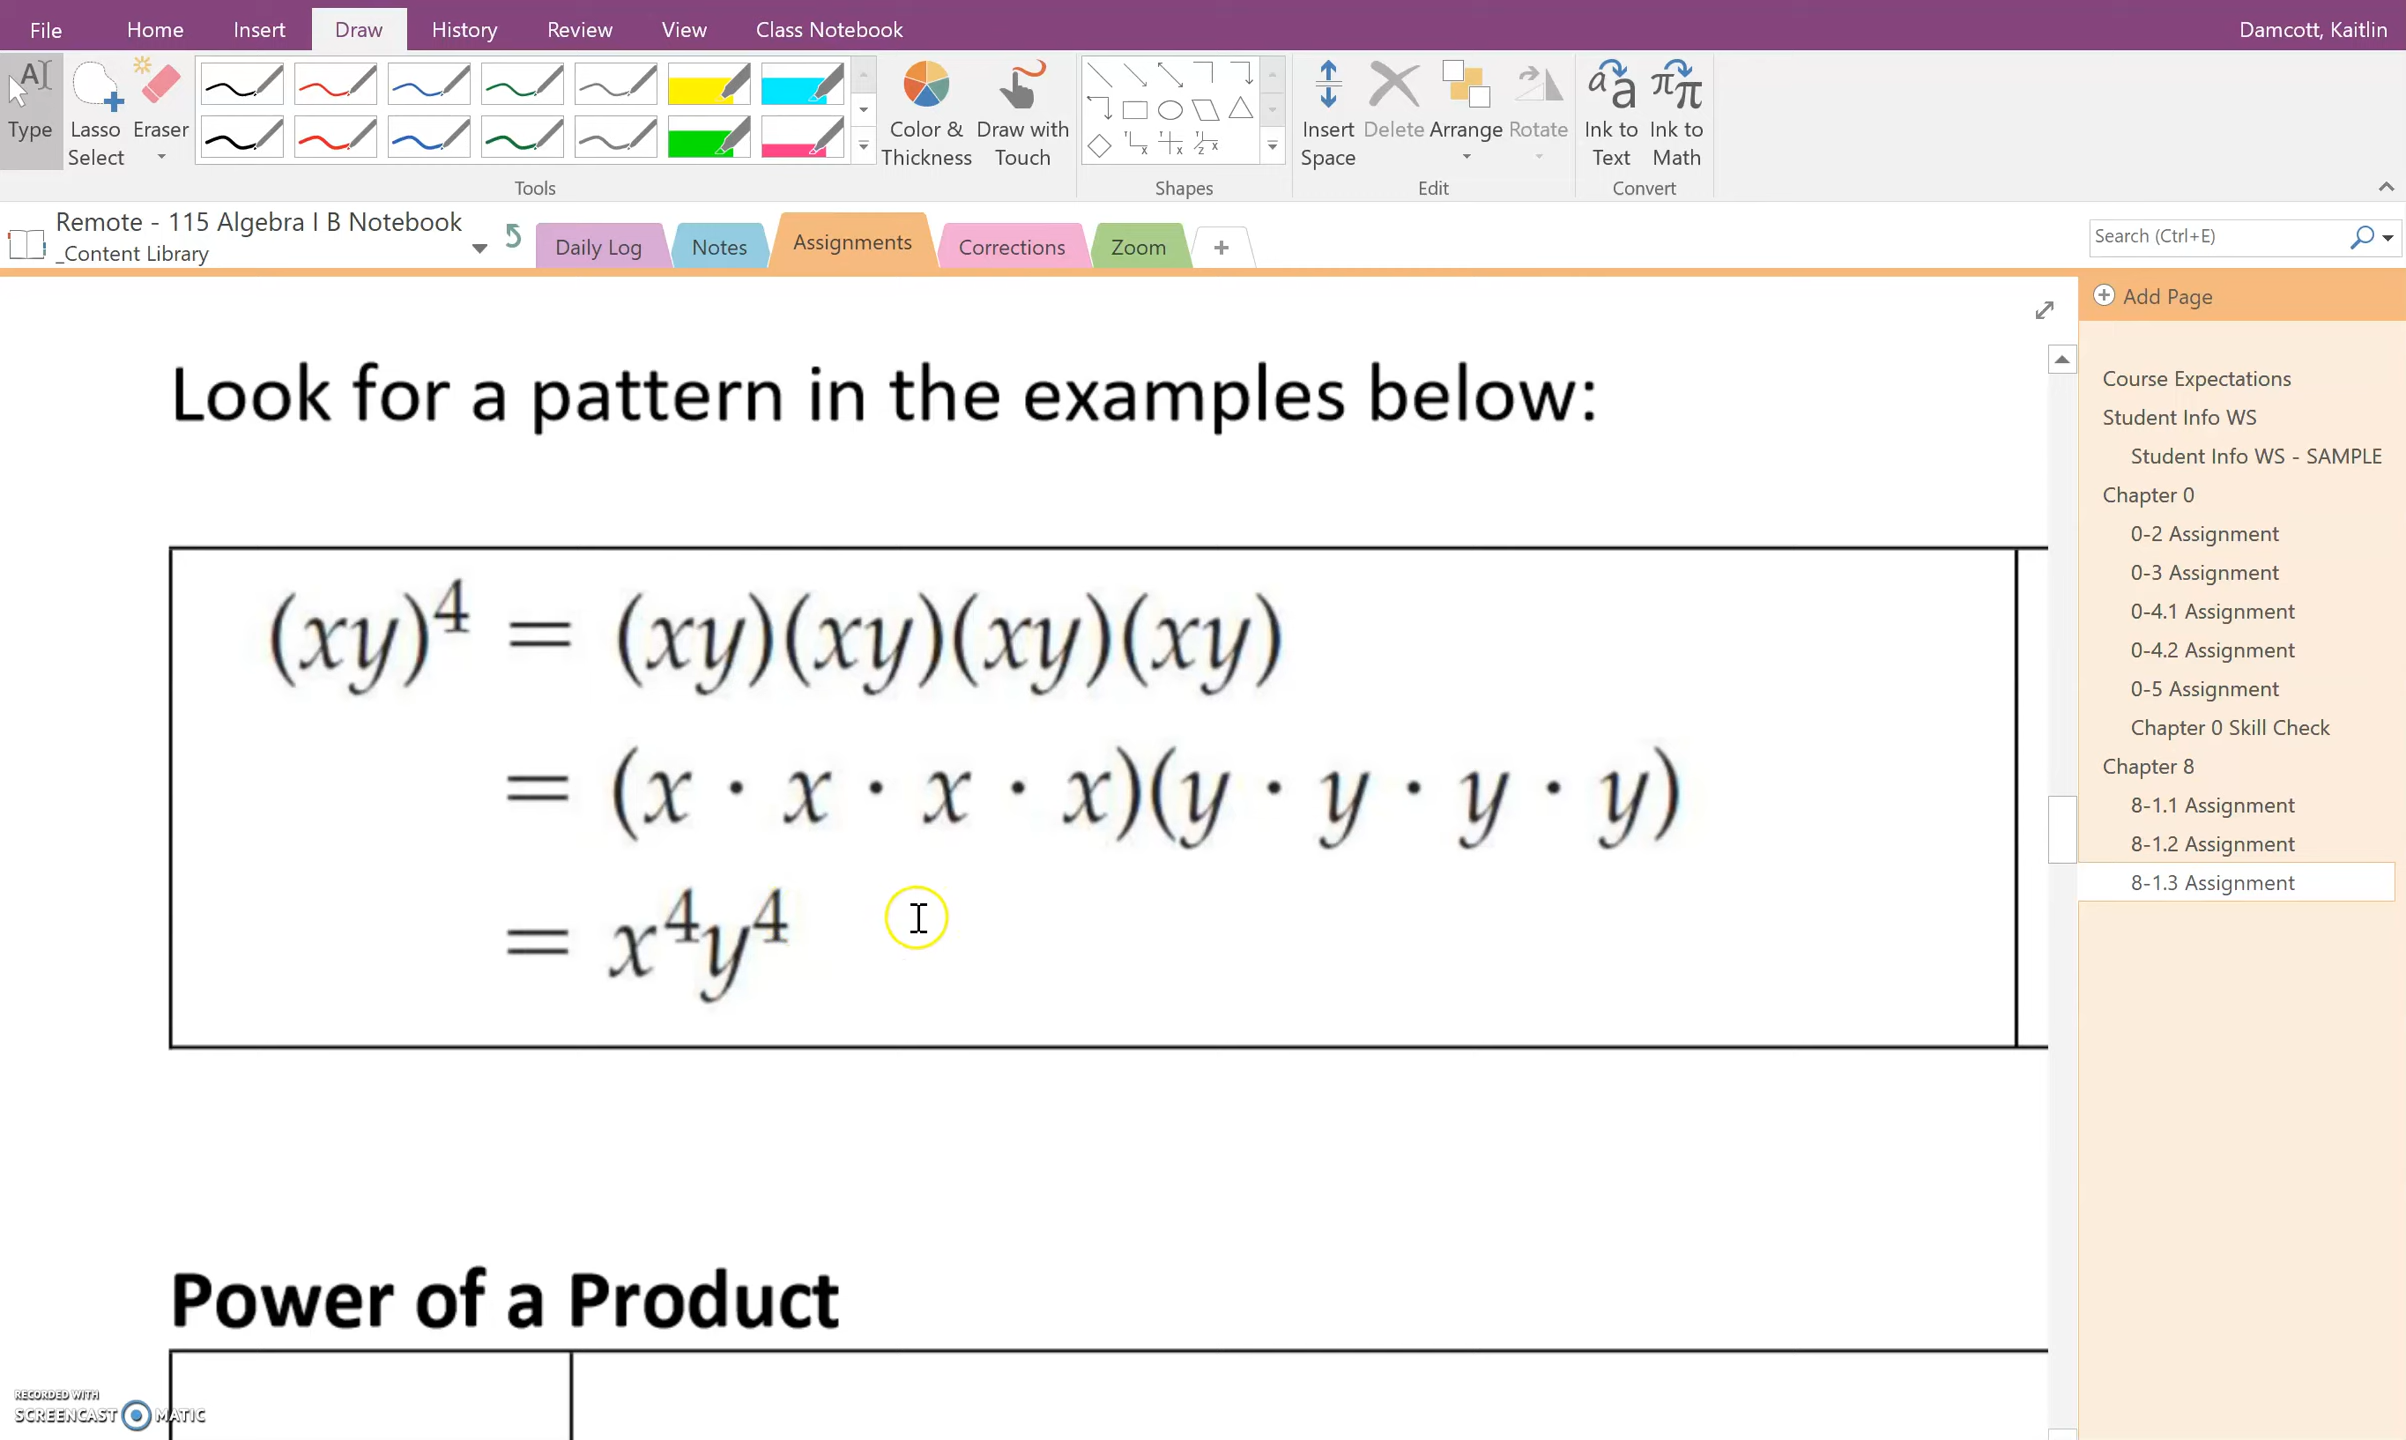 File Home Insert Draw History Review View Class Notebook Damcott, Kaitlin
Type Lasso Select Eraser Color & Thickness Draw with Touch Insert Space Delete Arrange Rotate Ink to Text Ink to Math
Tools Shapes Edit Convert
Remote - 115 Algebra I B Notebook
_Content Library
Daily Log Notes Assignments Corrections Zoom +
Search (Ctrl+E)
Add Page
Course Expectations
Student Info WS
Student Info WS - SAMPLE
Chapter 0
0-2 Assignment
0-3 Assignment
0-4.1 Assignment
0-4.2 Assignment
0-5 Assignment
Chapter 0 Skill Check
Chapter 8
8-1.1 Assignment
8-1.2 Assignment
8-1.3 Assignment
Look for a pattern in the examples below:
(xy)⁴ = (xy)(xy)(xy)(xy)
= (x · x · x · x)(y · y · y · y)
= x⁴y⁴
Power of a Product
RECORDED WITH
SCREENCAST MATIC